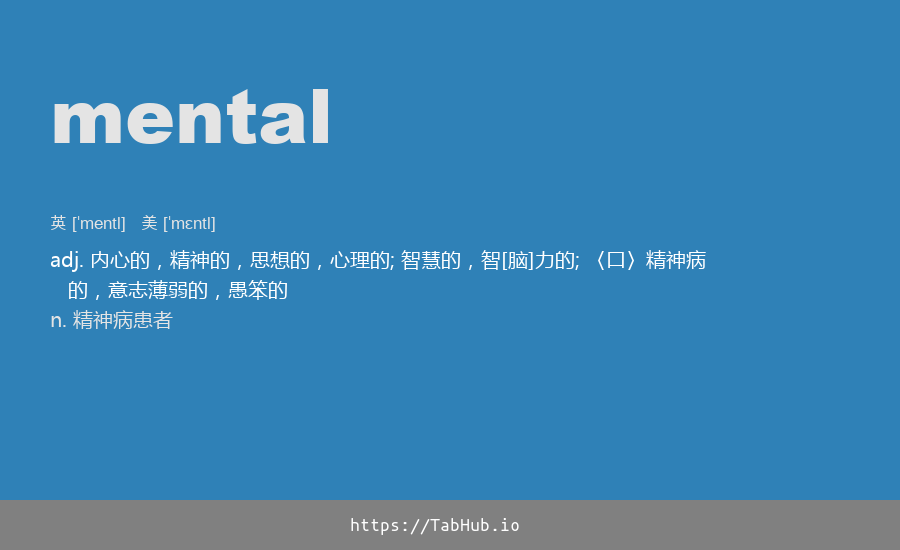 mental
英 [ˈmentl] 美 [ˈmɛntl]
adj. 内心的，精神的，思想的，心理的; 智慧的，智[脑]力的; 〈口〉精神病
的，意志薄弱的，愚笨的
n. 精神病患者
https://TabHub.io